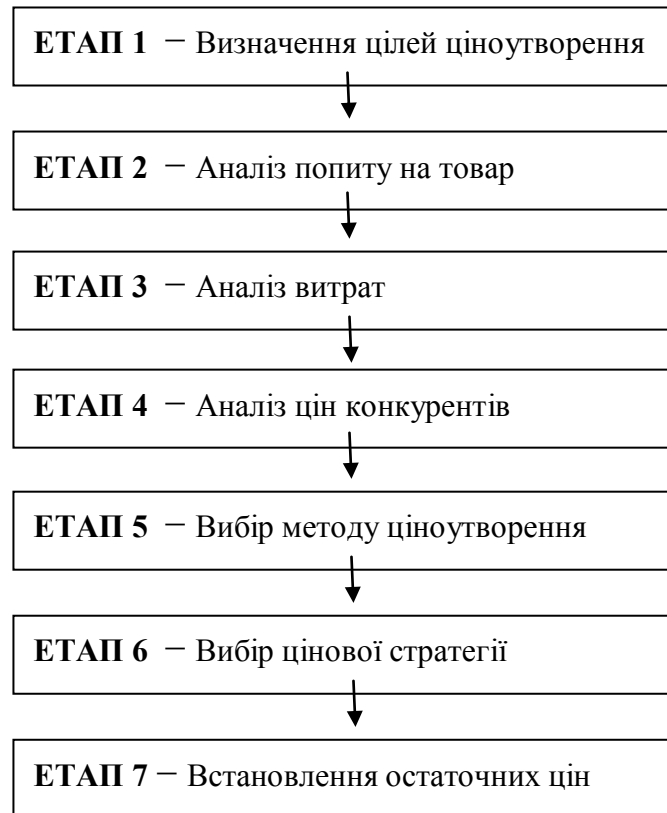 ЕТАП 1 – Визначення цілей ціноутворення
ЕТАП 2 – Аналіз попиту на товар
ЕТАП 3 – Аналіз витрат
ЕТАП 4 – Аналіз цін конкурентів
ЕТАП 5 – Вибір методу ціноутворення
ЕТАП 6 – Вибір цінової стратегії
ЕТАП 7 – Встановлення остаточних цін